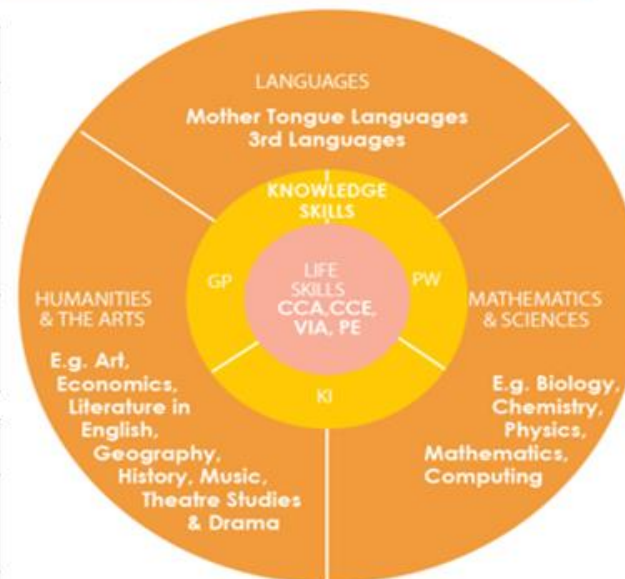 LANGUAGES
Mother Tongue Languages
3rd Languages
KNOWLEDGE
SKILLS
GP
PW
LIFE
SKILLS
CCA,CCE,
VIA, PE
KI
HUMANITIES
& THE ARTS
E.g. Art,
Economics,
Literature in
English,
Geography,
History, Music,
Theatre Studies
& Drama
MATHEMATICS
& SCIENCES
E.g. Biology,
Chemistry,
Physics,
Mathematics,
Computing